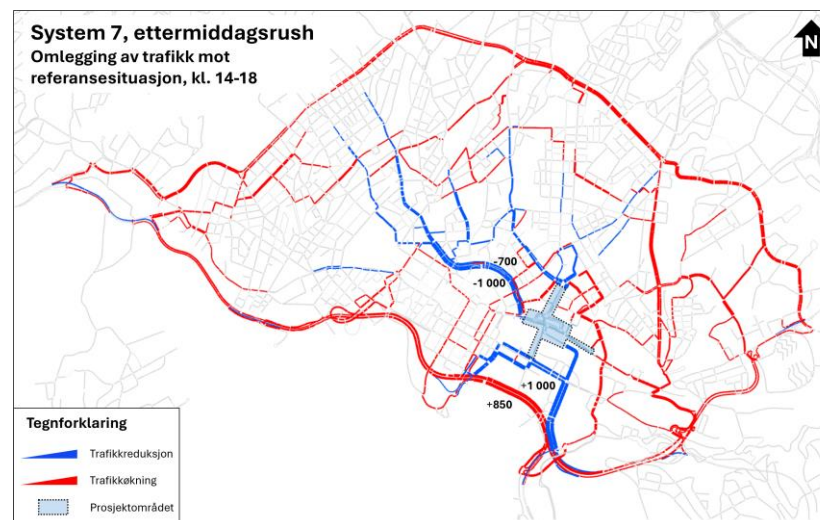 System 7, ettermiddagsrush
Omlegging av trafikk mot
referansesituasjon, kl. 14-18
N
-700
-1 000
+1 000
+850
Tegnforklaring
Trafikkreduksjon
Trafikkøkning
Prosjektområdet